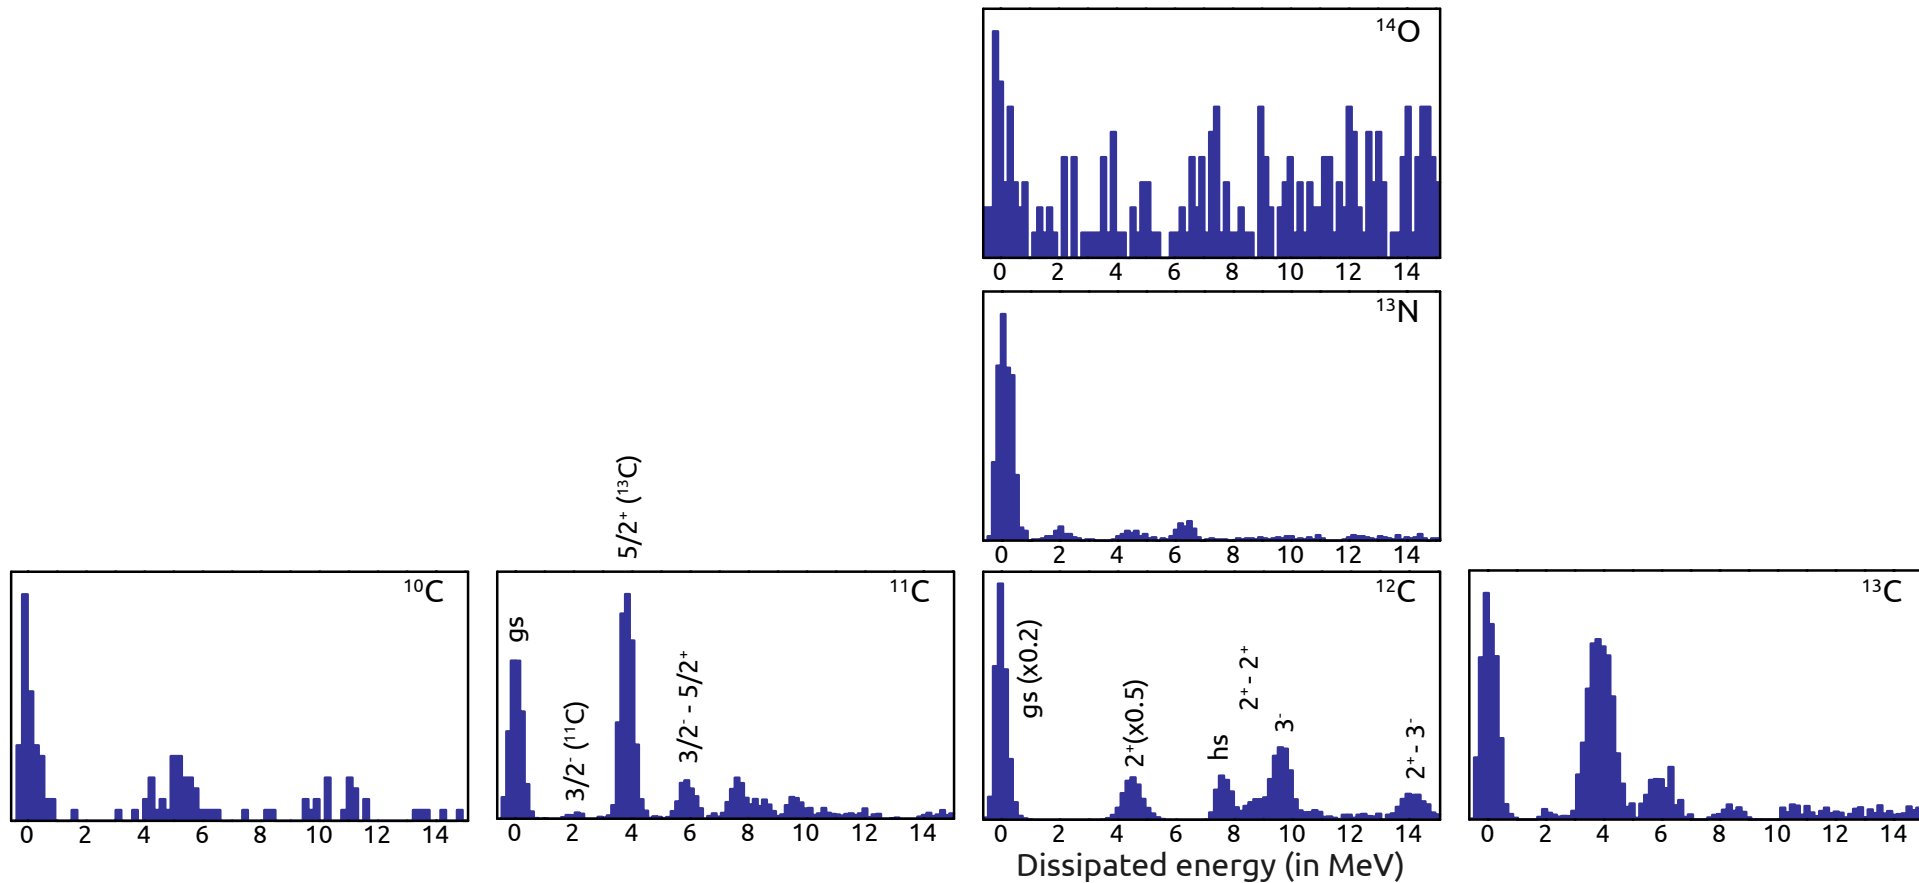 ¹⁴O
0 2 4 6 8 10 12 14
¹³N
0 2 4 6 8 10 12 14
¹⁰C
0 2 4 6 8 10 12 14
¹¹C
gs
3/2⁻ (¹¹C)
5/2⁺ (¹³C)
3/2⁻ - 5/2⁺
0 2 4 6 8 10 12 14
¹²C
gs (x0.2)
2⁺(x0.5)
hs
2⁺- 2⁺
3⁻
2⁺- 3⁻
0 2 4 6 8 10 12 14
¹³C
0 2 4 6 8 10 12 14
Dissipated energy (in MeV)